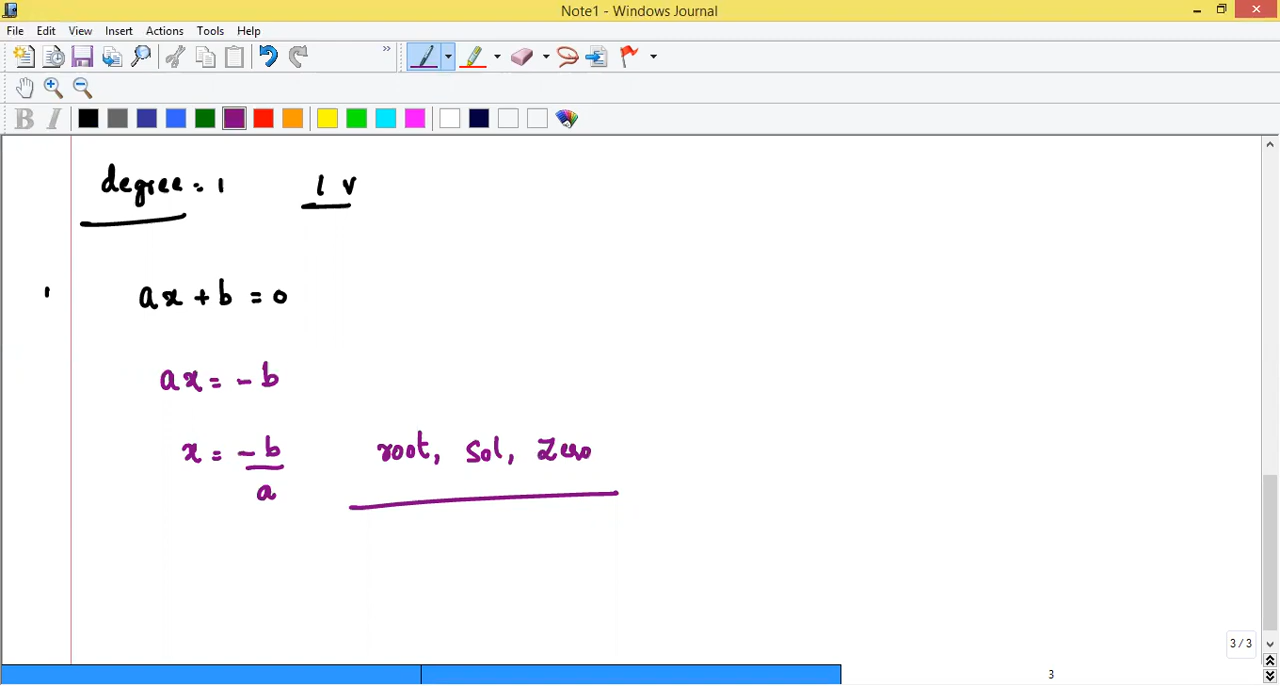 Note1 - Windows Journal
File Edit View Insert Actions Tools Help
B I
degree = 1 1 v
ax + b = 0
ax = - b
x = - b/a root, sol, zero
3 / 3
3